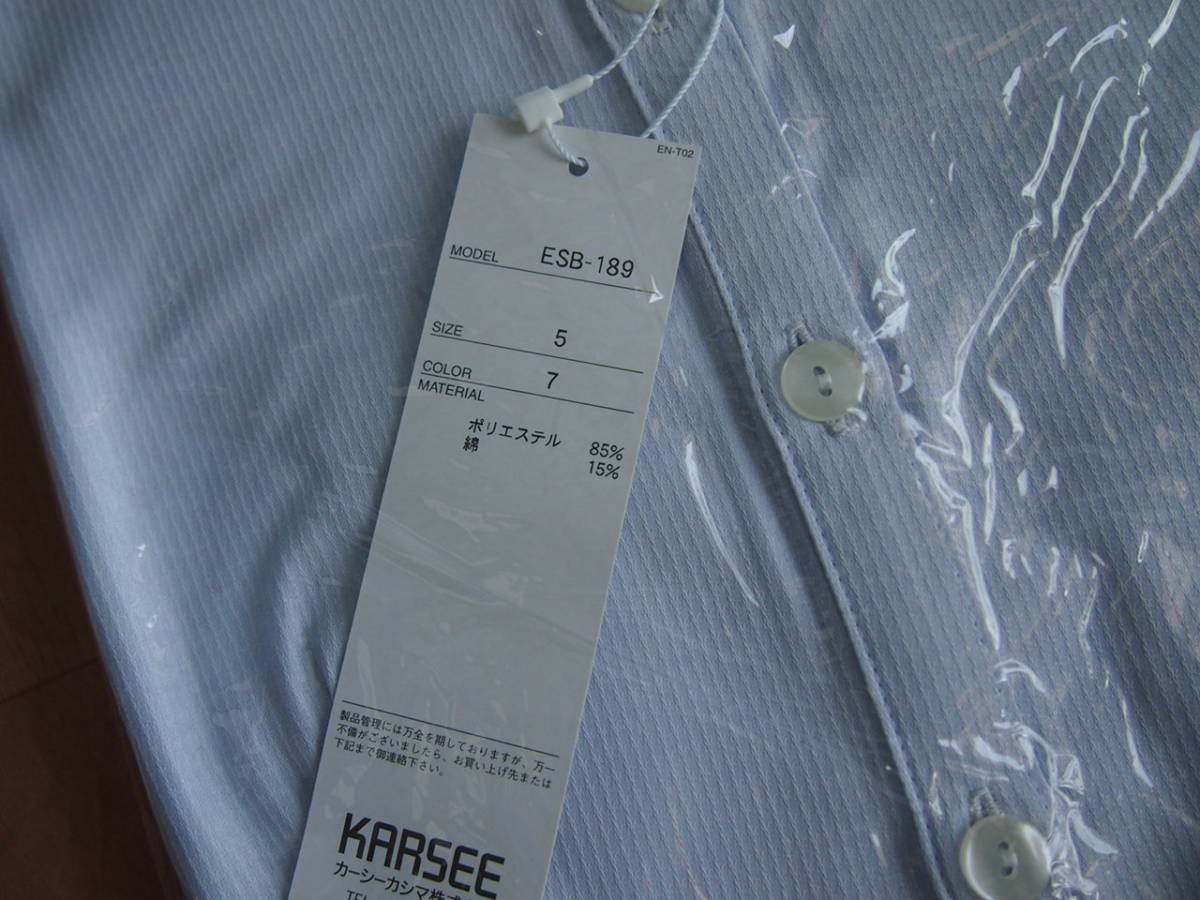 EN-T02
MODEL ESB-189
SIZE 5
COLOR 7
MATERIAL
ポリエステル 85%
綿 15%
製品管理には万全を期しておりますが、万一
不備がございましたら、お買い上げ先または
下記まで御連絡下さい。
KARSEE
カーシーカシマ株式
TEL